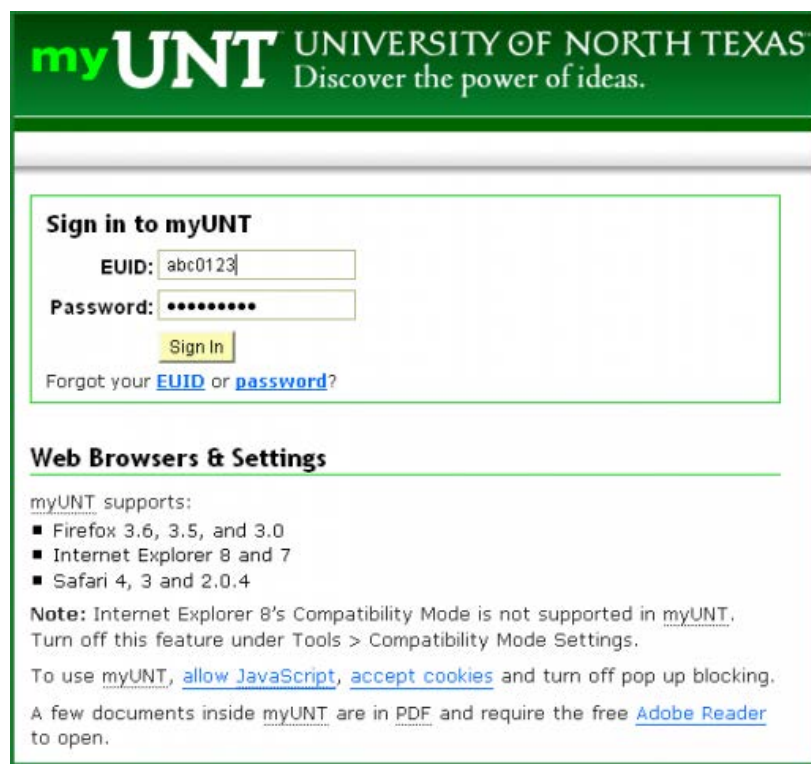 myUNT UNIVERSITY OF NORTH TEXAS
Discover the power of ideas.
Sign in to myUNT
EUID: abc0123
Password: •••••••••
Sign In
Forgot your EUID or password?
Web Browsers & Settings
myUNT supports:
▪ Firefox 3.6, 3.5, and 3.0
▪ Internet Explorer 8 and 7
▪ Safari 4, 3 and 2.0.4
Note: Internet Explorer 8's Compatibility Mode is not supported in myUNT.
Turn off this feature under Tools > Compatibility Mode Settings.
To use myUNT, allow JavaScript, accept cookies and turn off pop up blocking.
A few documents inside myUNT are in PDF and require the free Adobe Reader
to open.